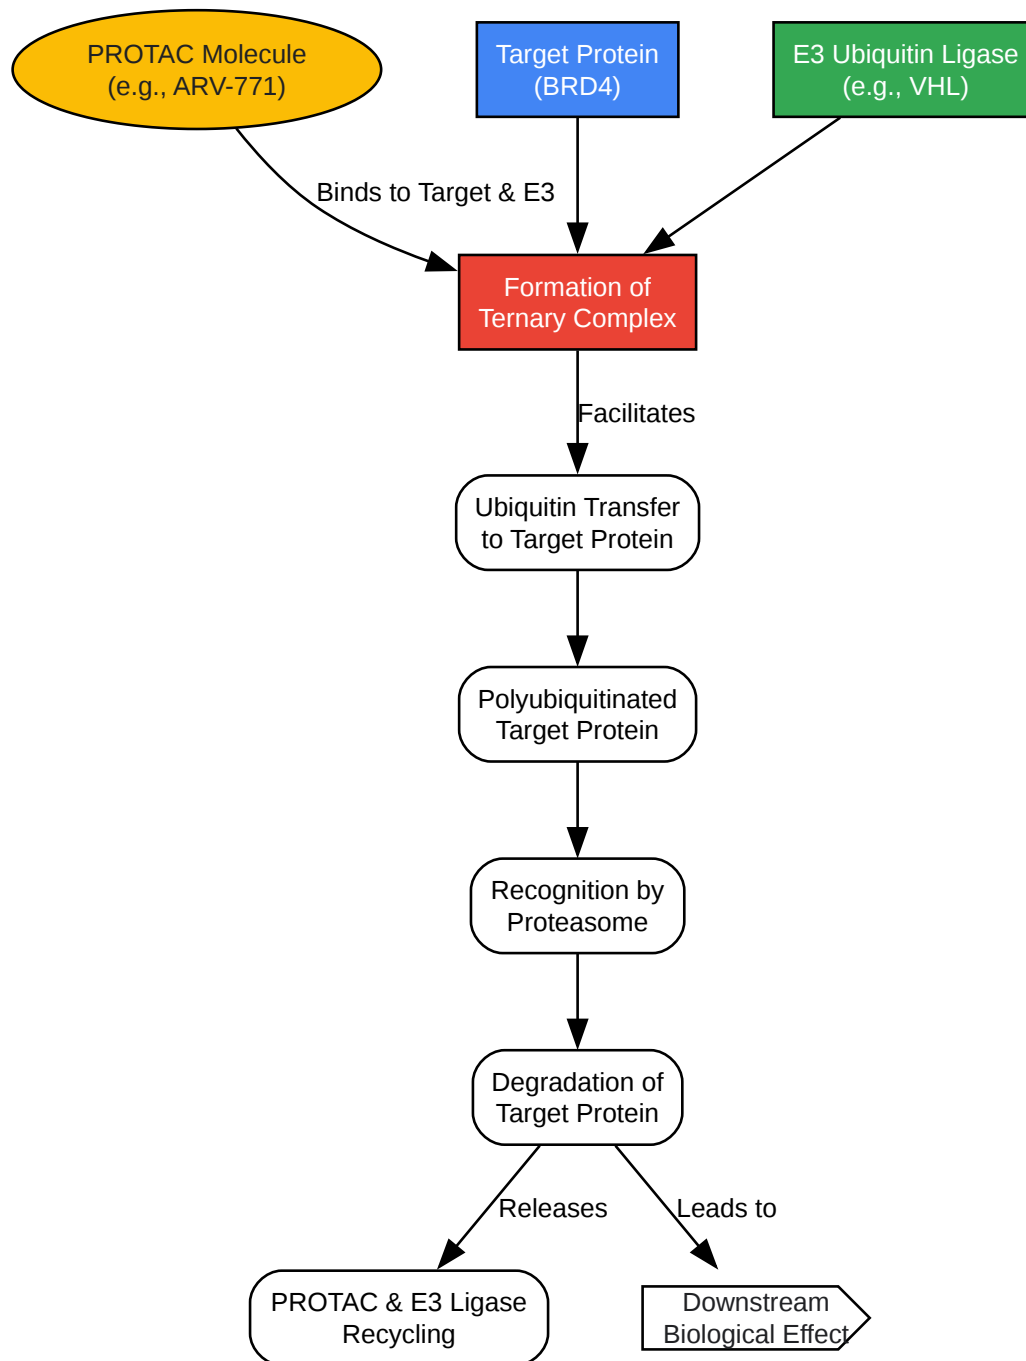 PROTAC Molecule
(e.g., ARV-771)
Target Protein
(BRD4)
E3 Ubiquitin Ligase
(e.g., VHL)
Binds to Target & E3
Formation of
Ternary Complex
Facilitates
Ubiquitin Transfer
to Target Protein
Polyubiquitinated
Target Protein
Recognition by
Proteasome
Degradation of
Target Protein
Releases
Leads to
PROTAC & E3 Ligase
Recycling
Downstream
Biological Effect